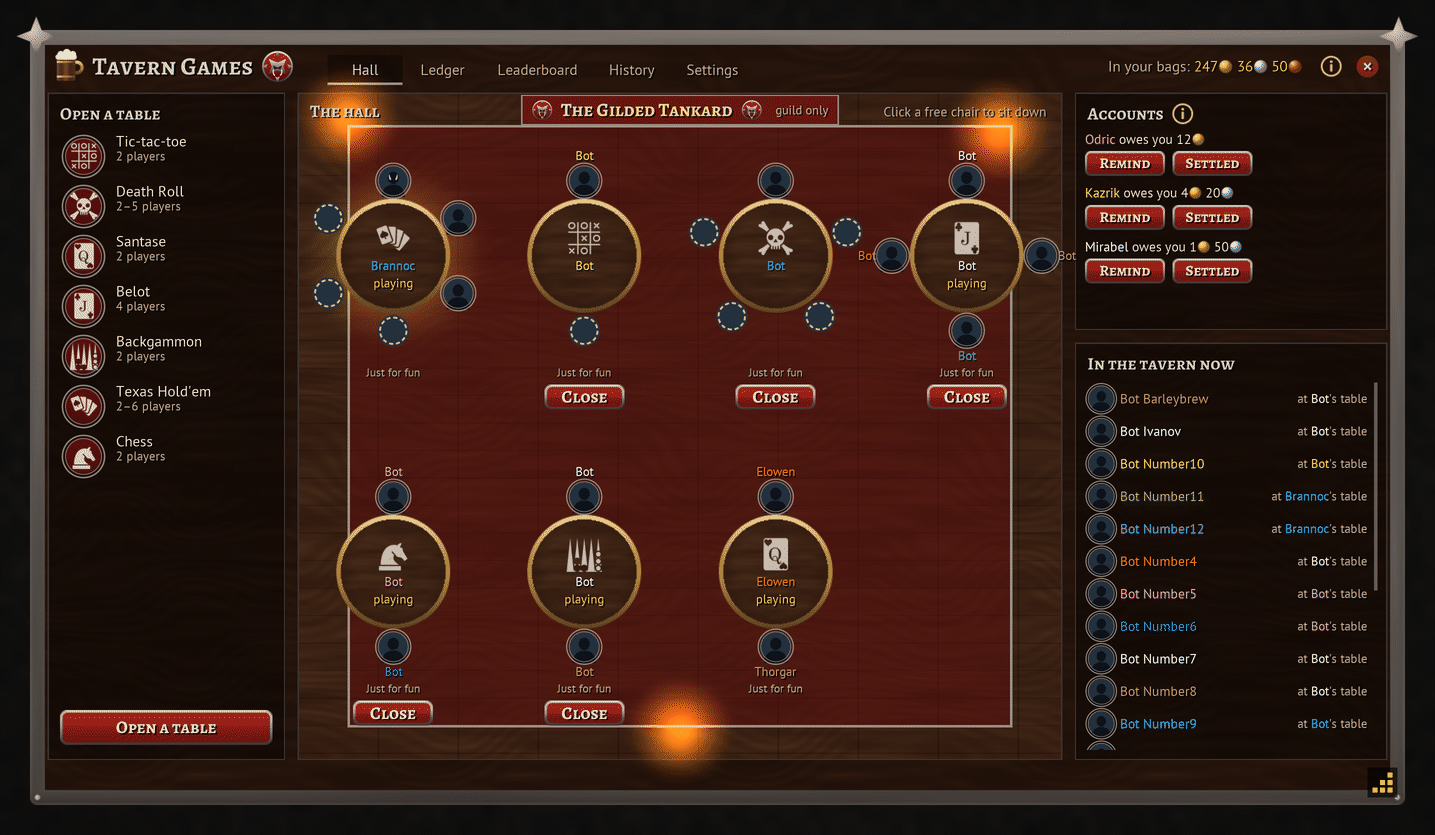 TAVERN GAMES
Hall
Ledger
Leaderboard
History
Settings
In your bags: 247 36 50
OPEN A TABLE
Tic-tac-toe
2 players
Death Roll
2–5 players
Santase
2 players
Belot
4 players
Backgammon
2 players
Texas Hold'em
2–6 players
Chess
2 players
OPEN A TABLE
THE HALL
THE GILDED TANKARD guild only
Click a free chair to sit down
Brannoc
playing
Just for fun
Bot
Bot
Just for fun
CLOSE
Bot
Just for fun
CLOSE
Bot
Bot
Bot
J
Bot
playing
Bot
Just for fun
CLOSE
Bot
Bot
playing
Bot
Just for fun
CLOSE
Bot
Bot
playing
Bot
Just for fun
CLOSE
Elowen
Q
Elowen
playing
Thorgar
Just for fun
ACCOUNTS
Odric owes you 12
REMIND SETTLED
Kazrik owes you 4 20
REMIND SETTLED
Mirabel owes you 1 50
REMIND SETTLED
IN THE TAVERN NOW
Bot Barleybrew at Bot's table
Bot Ivanov at Bot's table
Bot Number10 at Bot's table
Bot Number11 at Brannoc's table
Bot Number12 at Brannoc's table
Bot Number4 at Bot's table
Bot Number5 at Bot's table
Bot Number6 at Bot's table
Bot Number7 at Bot's table
Bot Number8 at Bot's table
Bot Number9 at Bot's table